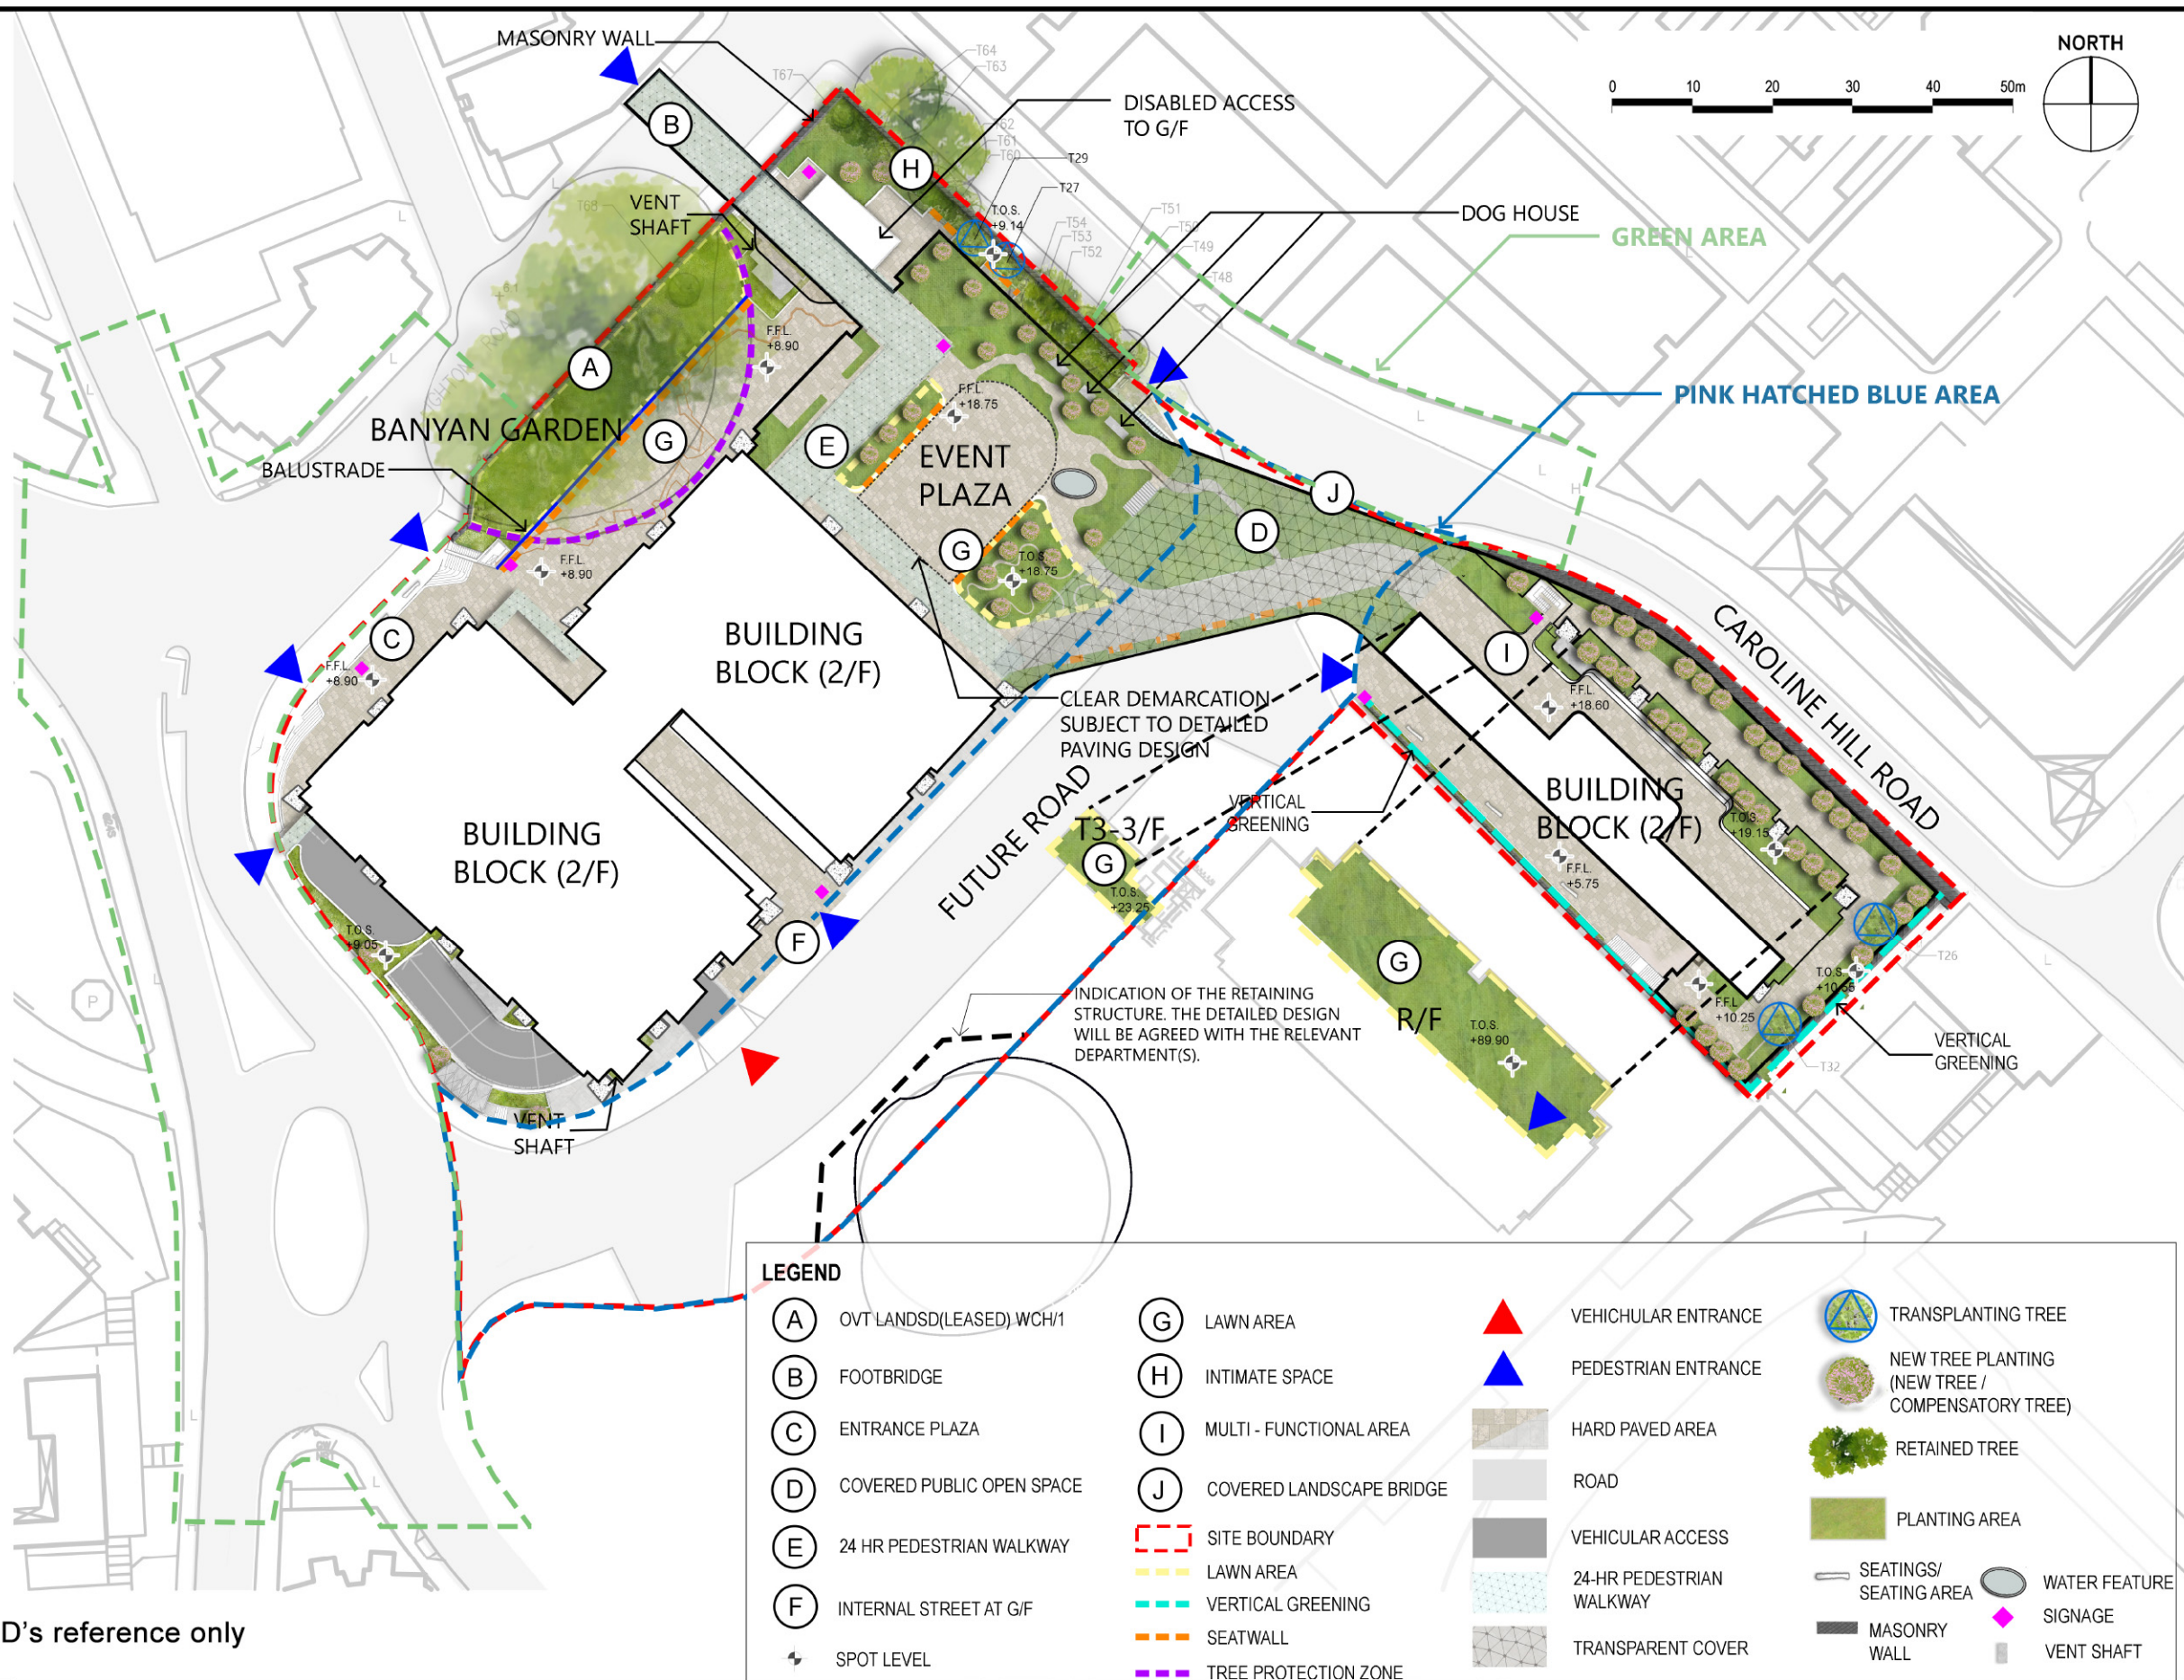 MASONRY WALL
T64
T63
T67
NORTH
0 10 20 30 40 50m
B
DISABLED ACCESS
TO G/F
T62
T61
T60
T29
T27
H
VENT
SHAFT
T68
T.O.S.
+9.14
T51
T50
T49
T48
T54
T53
T52
DOG HOUSE
GREEN AREA
PINK HATCHED BLUE AREA
A
F.F.L.
+8.90
F.F.L.
+18.75
BANYAN GARDEN
G
E
EVENT
PLAZA
BALUSTRADE
J
D
G
T.O.S.
+18.75
F.F.L.
+8.90
C
F.F.L.
+8.90
BUILDING
BLOCK (2/F)
CAROLINE HILL ROAD
I
F.F.L.
+18.60
CLEAR DEMARCATION
SUBJECT TO DETAILED
PAVING DESIGN
VERTICAL
GREENING
BUILDING
BLOCK (2/F)
T.O.S.
+19.15
F.F.L.
+5.75
BUILDING
BLOCK (2/F)
FUTURE ROAD
T3-3/F
G
T.O.S.
+23.25
F
T.O.S.
+9.05
P
G
R/F
T.O.S.
+89.90
T26
T.O.S.
+10.55
F.F.L
+10.25
T32
VERTICAL
GREENING
INDICATION OF THE RETAINING
STRUCTURE. THE DETAILED DESIGN
WILL BE AGREED WITH THE RELEVANT
DEPARTMENT(S).
VENT
SHAFT
LEGEND
A OVT LANDSD(LEASED) WCH/1
B FOOTBRIDGE
C ENTRANCE PLAZA
D COVERED PUBLIC OPEN SPACE
E 24 HR PEDESTRIAN WALKWAY
F INTERNAL STREET AT G/F
SPOT LEVEL
G LAWN AREA
H INTIMATE SPACE
I MULTI - FUNCTIONAL AREA
J COVERED LANDSCAPE BRIDGE
SITE BOUNDARY
LAWN AREA
VERTICAL GREENING
SEATWALL
TREE PROTECTION ZONE
VEHICHULAR ENTRANCE
PEDESTRIAN ENTRANCE
HARD PAVED AREA
ROAD
VEHICULAR ACCESS
24-HR PEDESTRIAN
WALKWAY
TRANSPARENT COVER
TRANSPLANTING TREE
NEW TREE PLANTING
(NEW TREE /
COMPENSATORY TREE)
RETAINED TREE
PLANTING AREA
SEATINGS/
SEATING AREA
WATER FEATURE
SIGNAGE
MASONRY
WALL
VENT SHAFT
D's reference only